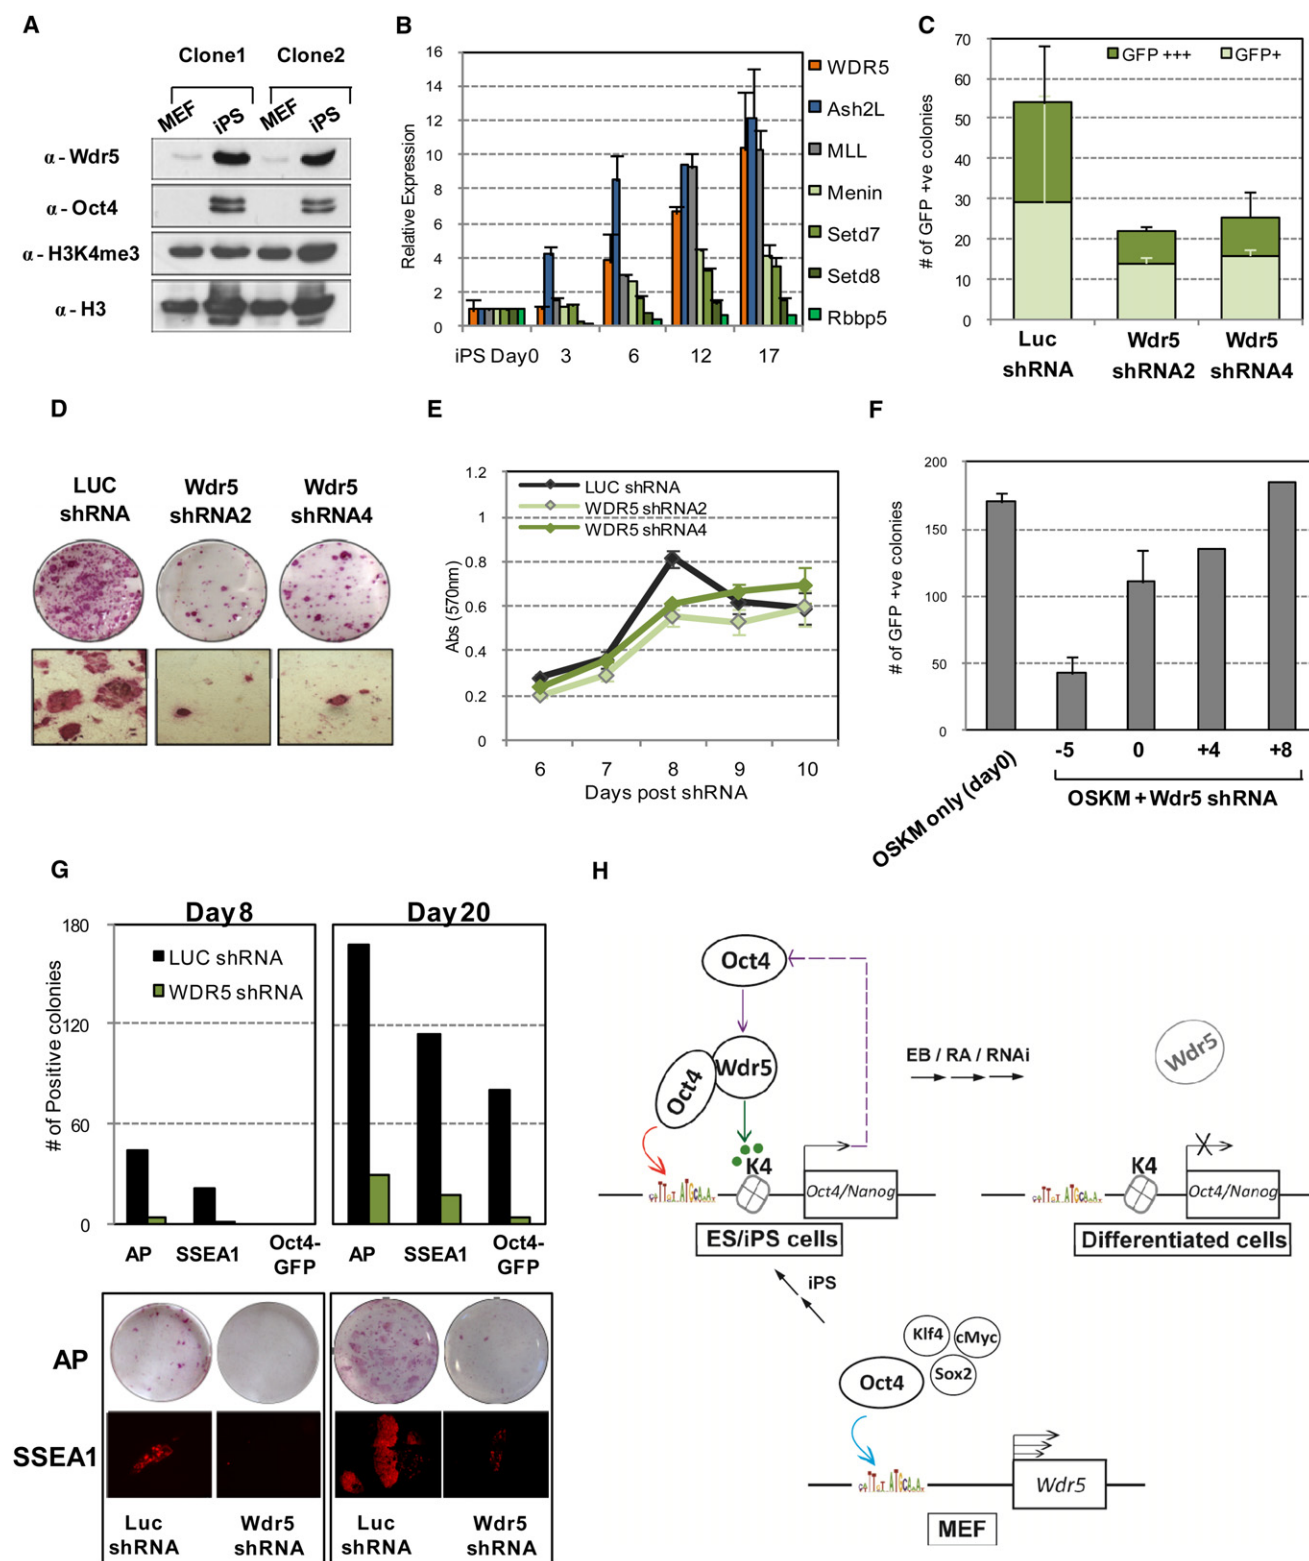 A
Clone1
Clone2
MEF
iPS
MEF
iPS
α - Wdr5
α - Oct4
α - H3K4me3
α - H3
B
16
14
12
10
8
6
4
2
0
Relative Expression
iPS Day0
3
6
12
17
WDR5
Ash2L
MLL
Menin
Setd7
Setd8
Rbbp5
C
70
60
50
40
30
20
10
0
# of GFP +ve colonies
GFP +++
GFP+
Luc
shRNA
Wdr5
shRNA2
Wdr5
shRNA4
D
LUC
shRNA
Wdr5
shRNA2
Wdr5
shRNA4
E
1.2
1
0.8
0.6
0.4
0.2
0
Abs (570nm)
LUC shRNA
WDR5 shRNA2
WDR5 shRNA4
6
7
8
9
10
Days post shRNA
F
200
150
100
50
0
# of GFP +ve colonies
OSKM only (day0)
-5
0
+4
+8
OSKM + Wdr5 shRNA
G
Day 8
Day 20
180
120
60
0
# of Positive colonies
LUC shRNA
WDR5 shRNA
AP
SSEA1
Oct4-
GFP
AP
SSEA1
Oct4-
GFP
AP
SSEA1
Luc
shRNA
Wdr5
shRNA
Luc
shRNA
Wdr5
shRNA
H
Oct4
Wdr5
Oct4
K4
Oct4/Nanog
ES/iPS cells
EB / RA / RNAi
Wdr5
K4
X
Oct4/Nanog
Differentiated cells
iPS
Klf4
cMyc
Sox2
Oct4
Wdr5
MEF